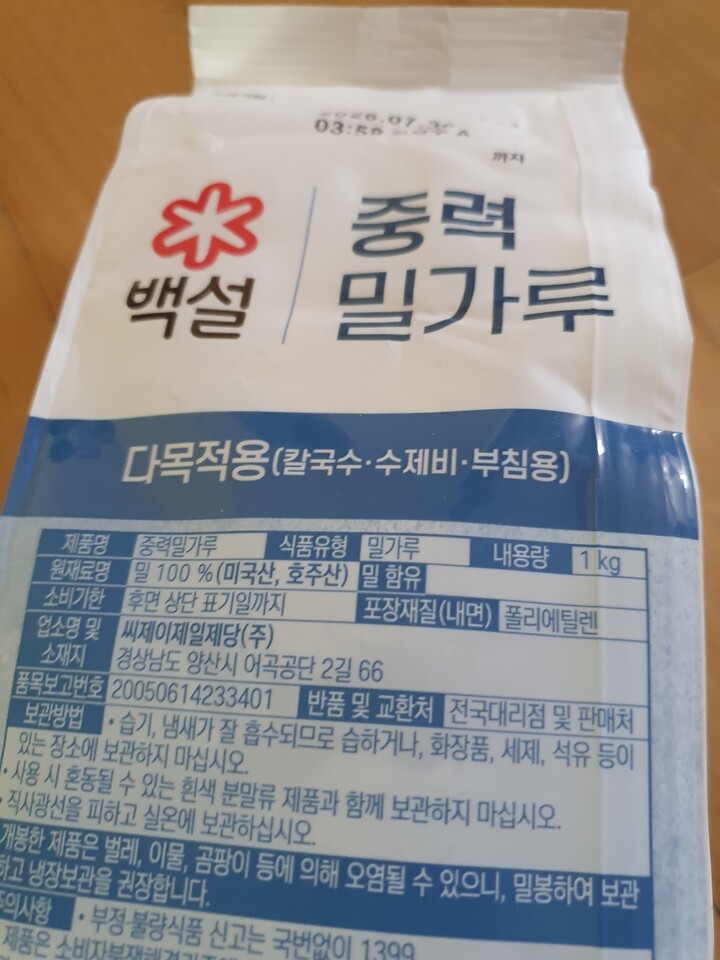 03:58
까지
백설
중력
밀가루
다목적용(칼국수·수제비·부침용)
제품명 중력밀가루 식품유형 밀가루 내용량 1 kg
원재료명 밀 100 %(미국산, 호주산) 밀 함유
소비기한 후면 상단 표기일까지 포장재질(내면) 폴리에틸렌
업소명 및 씨제이제일제당(주)
소재지 경상남도 양산시 어곡공단 2길 66
품목보고번호 20050614233401 반품 및 교환처 전국대리점 및 판매처
보관방법 • 습기, 냄새가 잘 흡수되므로 습하거나, 화장품, 세제, 석유 등이
있는 장소에 보관하지 마십시오.
• 사용 시 혼동될 수 있는 흰색 분말류 제품과 함께 보관하지 마십시오.
• 직사광선을 피하고 실온에 보관하십시오.
개봉한 제품은 벌레, 이물, 곰팡이 등에 의해 오염될 수 있으니, 밀봉하여 보관
하고 냉장보관을 권장합니다.
주의사항 • 부정·불량식품 신고는 국번없이 1399
제품은